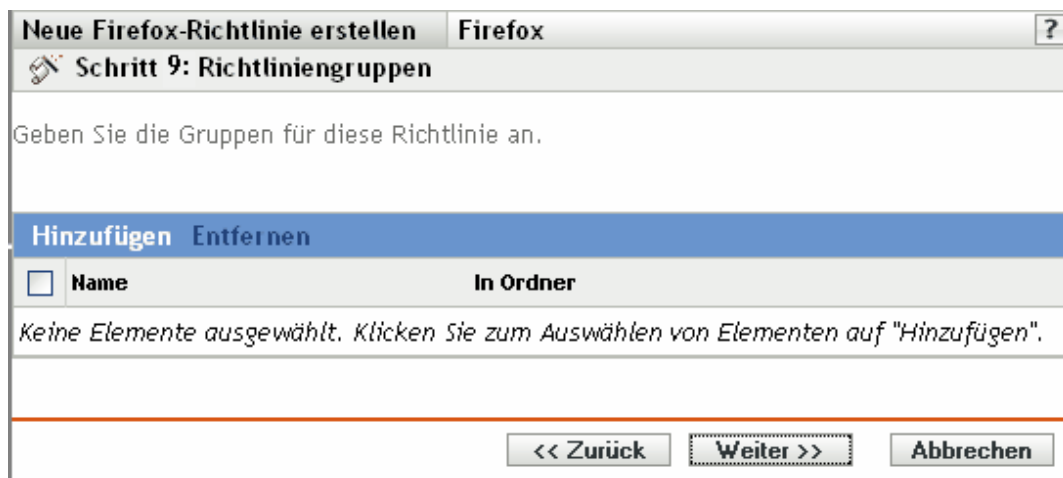 Neue Firefox-Richtlinie erstellen Firefox ?
Schritt 9: Richtliniengruppen
Geben Sie die Gruppen für diese Richtlinie an.
Hinzufügen Entfernen
Name In Ordner
Keine Elemente ausgewählt. Klicken Sie zum Auswählen von Elementen auf "Hinzufügen".
<< Zurück Weiter >> Abbrechen